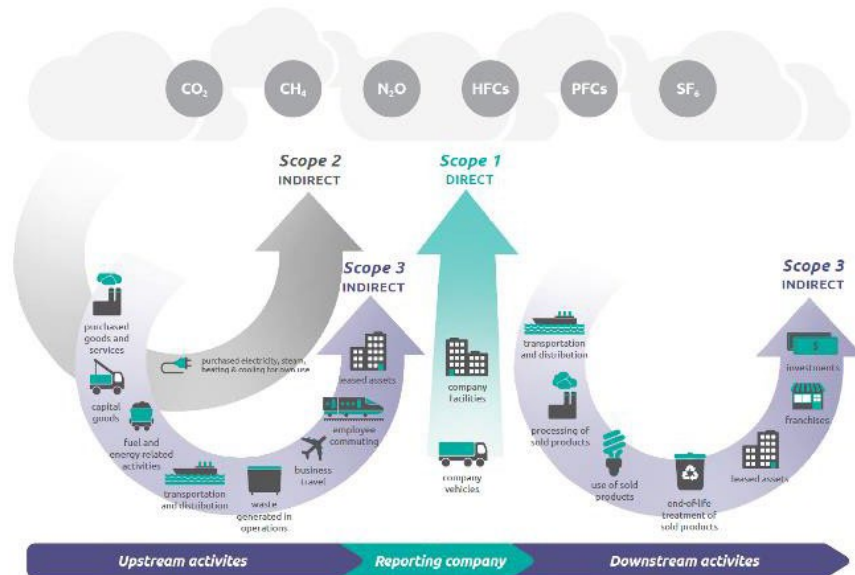 CO₂
CH₄
N₂O
HFCs
PFCs
SF₆
Scope 2
INDIRECT
Scope 1
DIRECT
Scope 3
INDIRECT
Scope 3
INDIRECT
purchased
goods and
services
capital
goods
fuel and
energy related
activities
transportation
and distribution
waste
generated in
operations
business
travel
employee
commuting
leased assets
purchased electricity, steam,
heating & cooling for own use
company
facilities
company
vehicles
transportation
and distribution
processing of
sold products
use of sold
products
end-of-life
treatment of
sold products
leased assets
franchises
investments
$
Upstream activites
Reporting company
Downstream activites